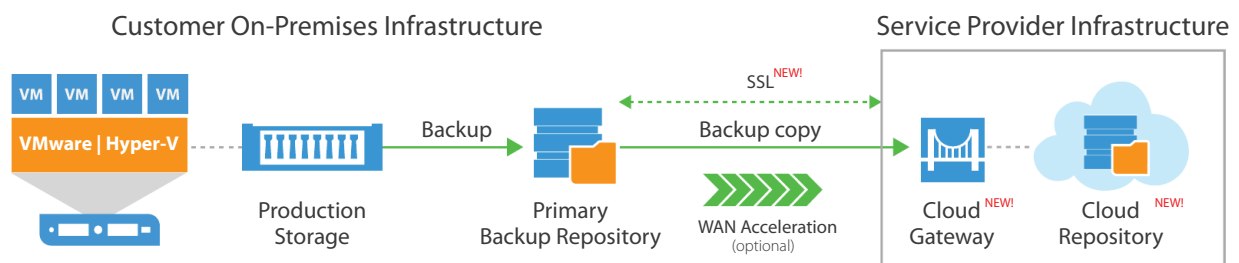 Customer On-Premises Infrastructure
Service Provider Infrastructure
VM VM VM VM
VMware | Hyper-V
Production
Storage
Backup
Primary
Backup Repository
SSL NEW!
Backup copy
WAN Acceleration
(optional)
Cloud NEW!
Gateway
Cloud NEW!
Repository